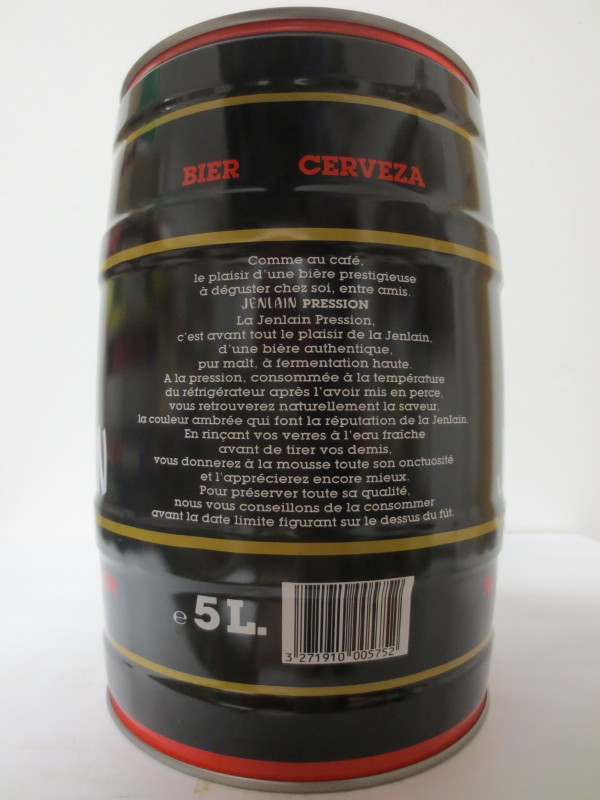 BIER CERVEZA
Comme au café,
le plaisir d'une bière prestigieuse
à déguster chez soi, entre amis.
JENLAIN PRESSION
La Jenlain Pression,
c'est avant tout le plaisir de la Jenlain,
d'une bière authentique,
pur malt, à fermentation haute.
A la pression, consommée à la température
du réfrigérateur après l'avoir mis en perce,
vous retrouverez naturellement la saveur,
la couleur ambrée qui font la réputation de la Jenlain.
En rinçant vos verres à l'eau fraîche
avant de tirer vos demis,
vous donnerez à la mousse toute son onctuosité
et l'apprécierez encore mieux.
Pour préserver toute sa qualité,
nous vous conseillons de la consommer
avant la date limite figurant sur le dessus du fût.
e 5 L.
3 271910 005752